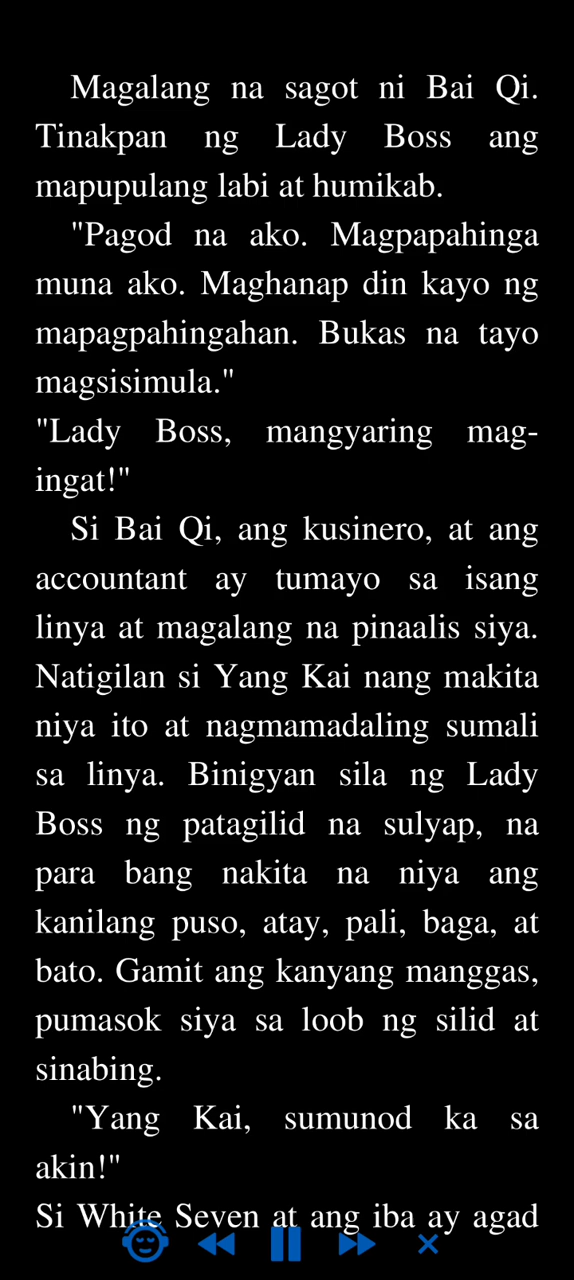 Magalang na sagot ni Bai Qi.
Tinakpan ng Lady Boss ang
mapupulang labi at humikab.
"Pagod na ako. Magpapahinga
muna ako. Maghanap din kayo ng
mapagpahingahan. Bukas na tayo
magsisimula."
"Lady Boss, mangyaring mag-
ingat!"
Si Bai Qi, ang kusinero, at ang
accountant ay tumayo sa isang
linya at magalang na pinaalis siya.
Natigilan si Yang Kai nang makita
niya ito at nagmamadaling sumali
sa linya. Binigyan sila ng Lady
Boss ng patagilid na sulyap, na
para bang nakita na niya ang
kanilang puso, atay, pali, baga, at
bato. Gamit ang kanyang manggas,
pumasok siya sa loob ng silid at
sinabing.
"Yang Kai, sumunod ka sa
akin!"
Si White Seven at ang iba ay agad